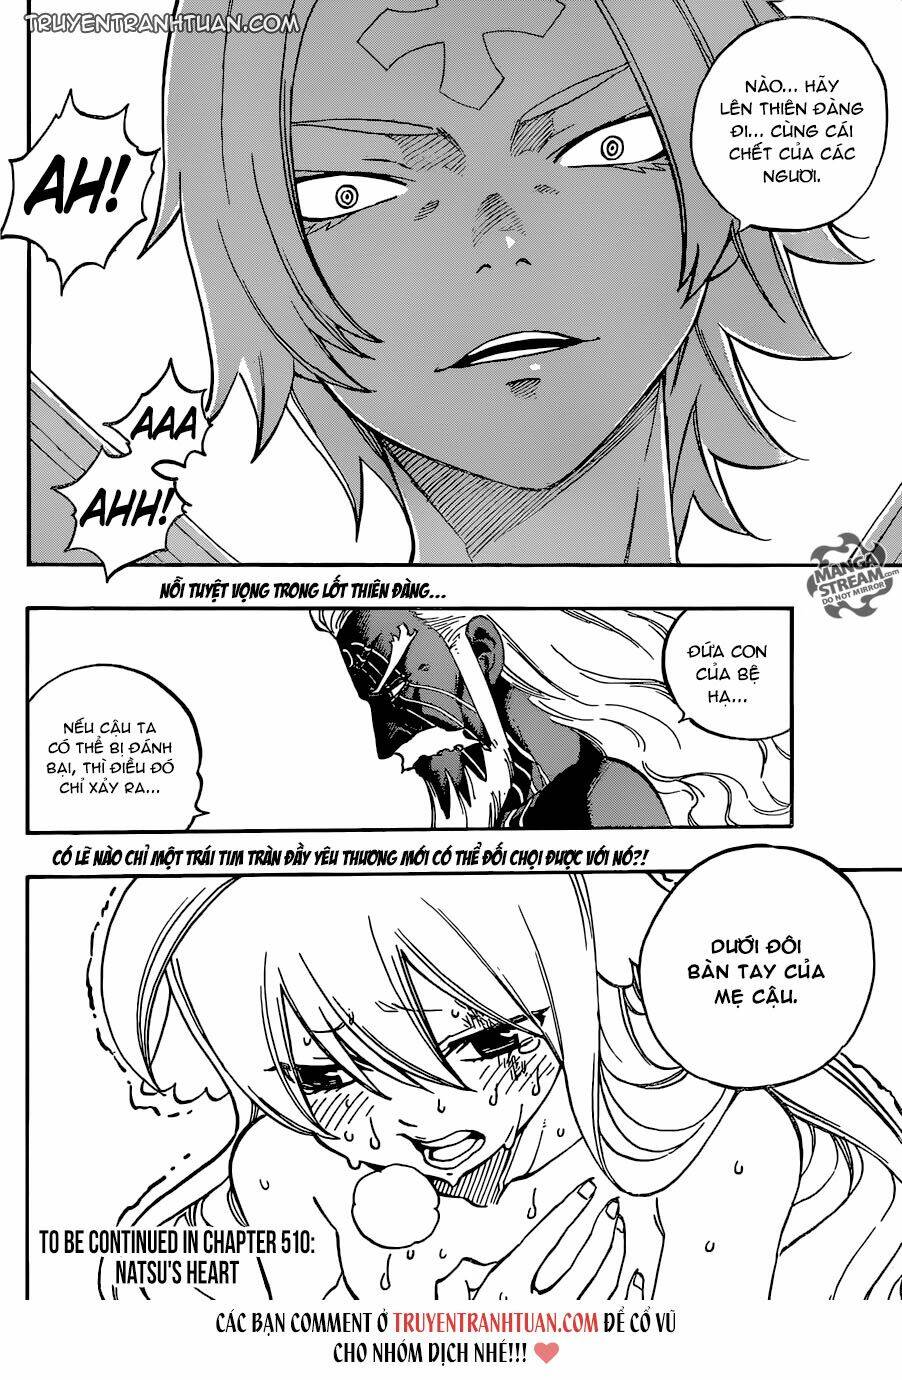 TRUYENTRANHTUAN.COM
NÀO... HÃY
LÊN THIÊN ĐÀNG
ĐI... CÙNG CÁI
CHẾT CỦA CÁC
NGƯƠI.
AH!
AAA
AHH!
MANGA
STREAM.com
DO NOT MIRROR!
NỖI TUYỆT VỌNG TRONG LỐT THIÊN ĐÀNG...
ĐỨA CON
CỦA BỆ
HẠ...
NẾU CẬU TA
CÓ THỂ BỊ ĐÁNH
BẠI, THÌ ĐIỀU ĐÓ
CHỈ XẢY RA...
CÓ LẼ NÀO CHỈ MỘT TRÁI TIM TRÀN ĐẦY YÊU THƯƠNG MỚI CÓ THỂ ĐỐI CHỌI ĐƯỢC VỚI NÓ?!
DƯỚI ĐÔI
BÀN TAY CỦA
MẸ CẬU.
TO BE CONTINUED IN CHAPTER 510:
NATSU'S HEART
CÁC BẠN COMMENT Ở TRUYENTRANHTUAN.COM ĐỂ CỔ VŨ
CHO NHÓM DỊCH NHÉ!!! ❤